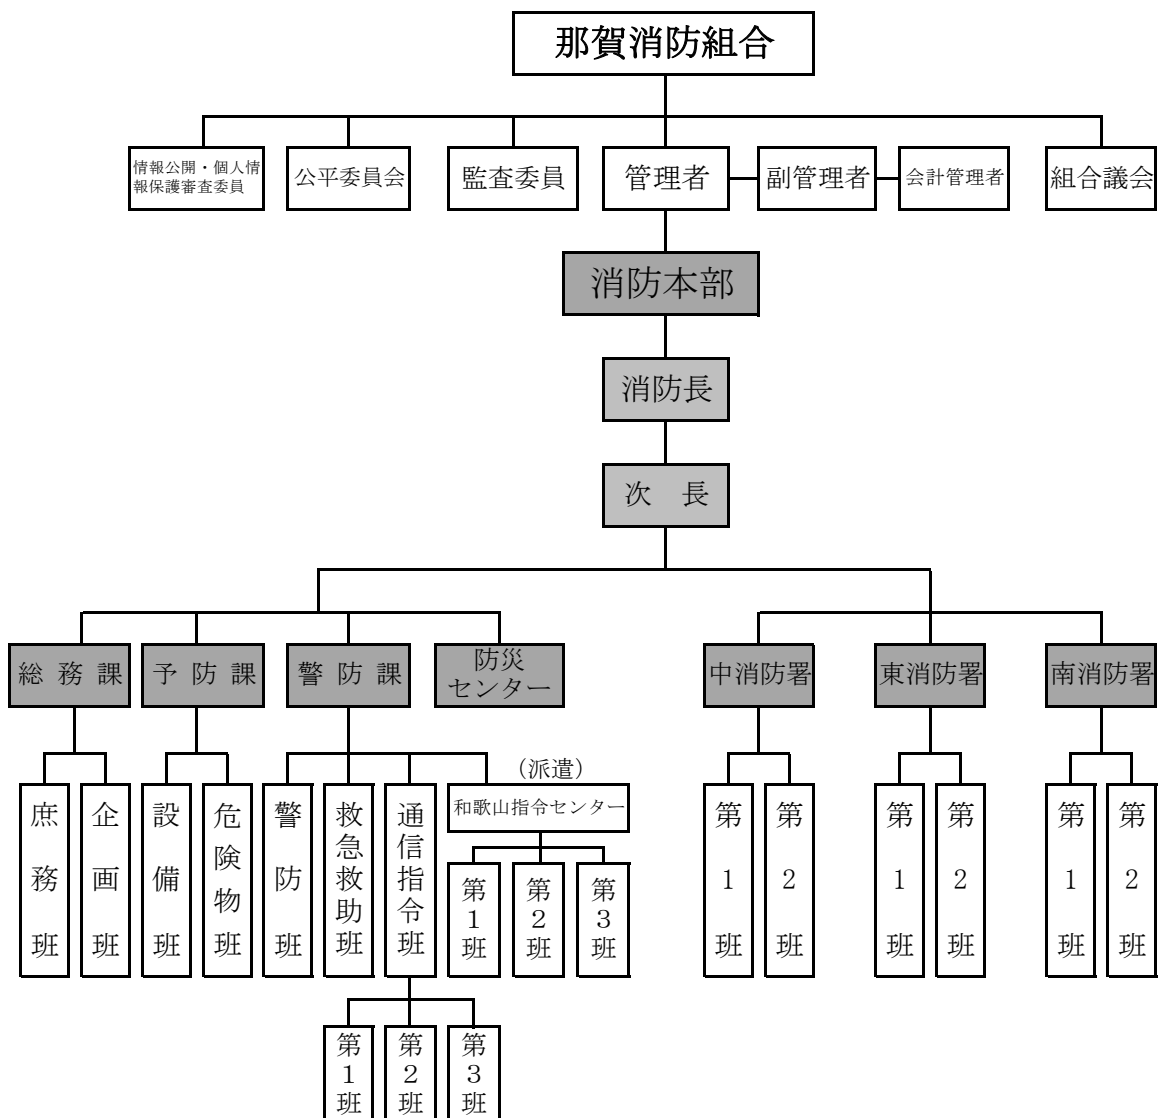 那賀消防組合
情報公開・個人情
報保護審査委員
公平委員会
監査委員
管理者
副管理者
会計管理者
組合議会
消防本部
消防長
次　長
総務課
予防課
警防課
防災
センター
中消防署
東消防署
南消防署
庶務班
企画班
設備班
危険物班
警防班
救急救助班
通信指令班
(派遣)
和歌山指令センター
第1班
第2班
第3班
第1班
第2班
第1班
第2班
第1班
第2班
第1班
第2班
第3班